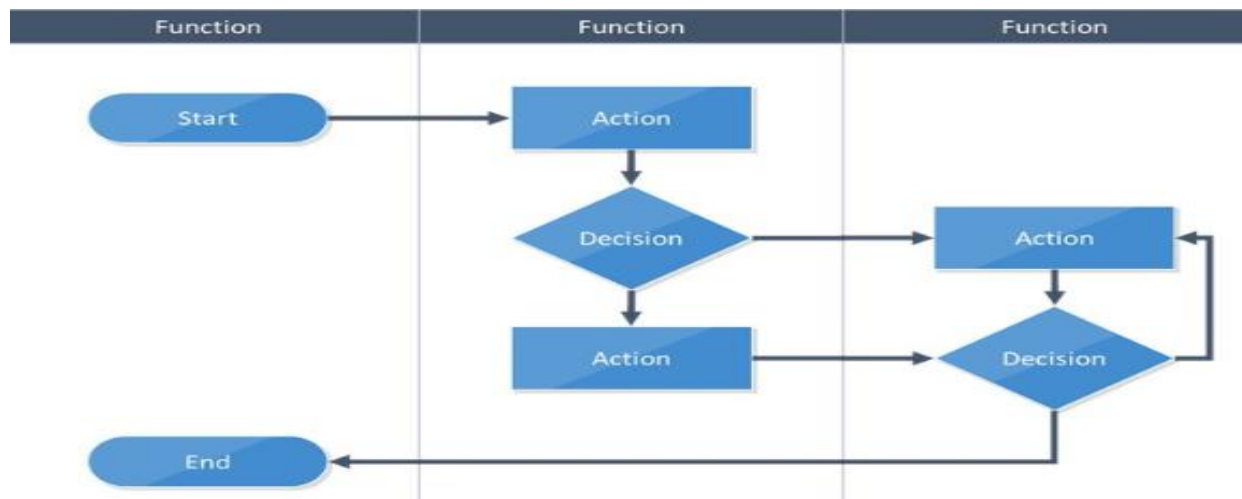 Function Function Function
Start Action
Decision Action
Action Decision
End